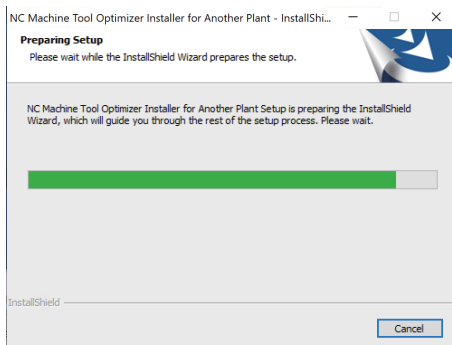 NC Machine Tool Optimizer Installer for Another Plant - InstallShi...
Preparing Setup
Please wait while the InstallShield Wizard prepares the setup.
NC Machine Tool Optimizer Installer for Another Plant Setup is preparing the InstallShield
Wizard, which will guide you through the rest of the setup process. Please wait.
InstallShield
Cancel